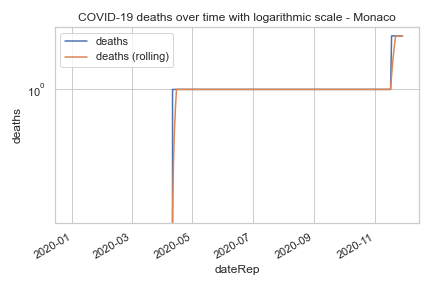 COVID-19 deaths over time with logarithmic scale - Monaco
deaths
deaths (rolling)
10⁰
deaths
2020-01
2020-03
2020-05
2020-07
2020-09
2020-11
dateRep